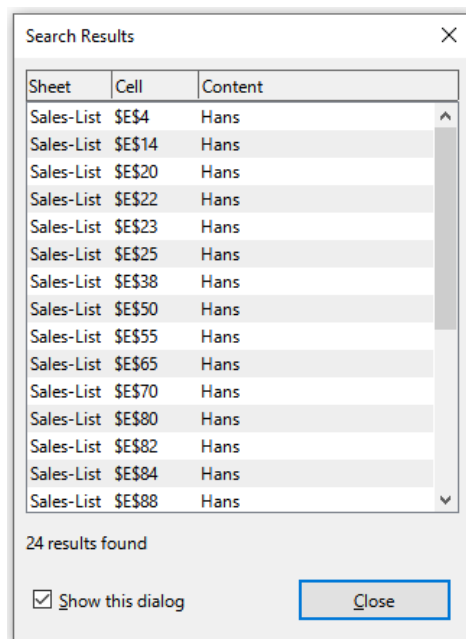 Search Results
Sheet Cell Content
Sales-List $E$4 Hans
Sales-List $E$14 Hans
Sales-List $E$20 Hans
Sales-List $E$22 Hans
Sales-List $E$23 Hans
Sales-List $E$25 Hans
Sales-List $E$38 Hans
Sales-List $E$50 Hans
Sales-List $E$55 Hans
Sales-List $E$65 Hans
Sales-List $E$70 Hans
Sales-List $E$80 Hans
Sales-List $E$82 Hans
Sales-List $E$84 Hans
Sales-List $E$88 Hans
24 results found
Show this dialog Close